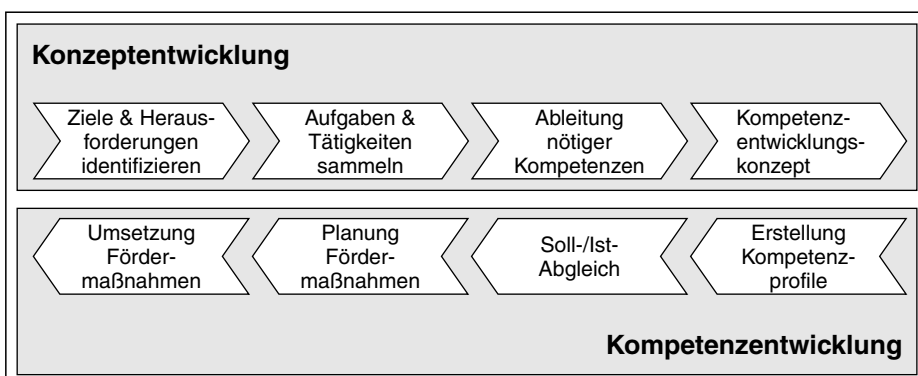 Konzeptentwicklung
Ziele & Heraus-
forderungen
identifizieren
Aufgaben &
Tätigkeiten
sammeln
Ableitung
nötiger
Kompetenzen
Kompetenz-
entwicklungs-
konzept
Umsetzung
Förder-
maßnahmen
Planung
Förder-
maßnahmen
Soll-/Ist-
Abgleich
Erstellung
Kompetenz-
profile
Kompetenzentwicklung